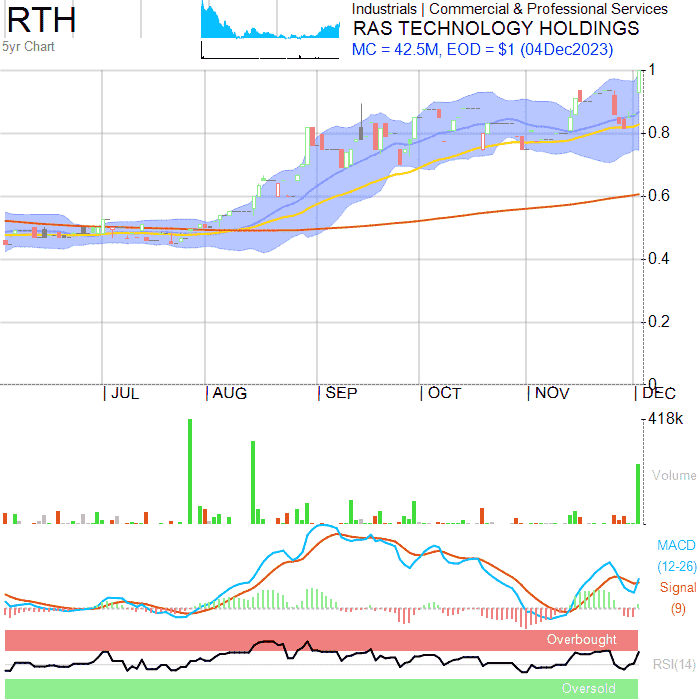 RTH
5yr Chart
Industrials | Commercial & Professional Services
RAS TECHNOLOGY HOLDINGS
MC = 42.5M, EOD = $1 (04Dec2023)
1
0.8
0.6
0.4
0.2
0
|JUL |AUG |SEP |OCT |NOV |DEC
418k
Volume
MACD
(12-26)
Signal
(9)
Overbought
RSI(14)
Oversold